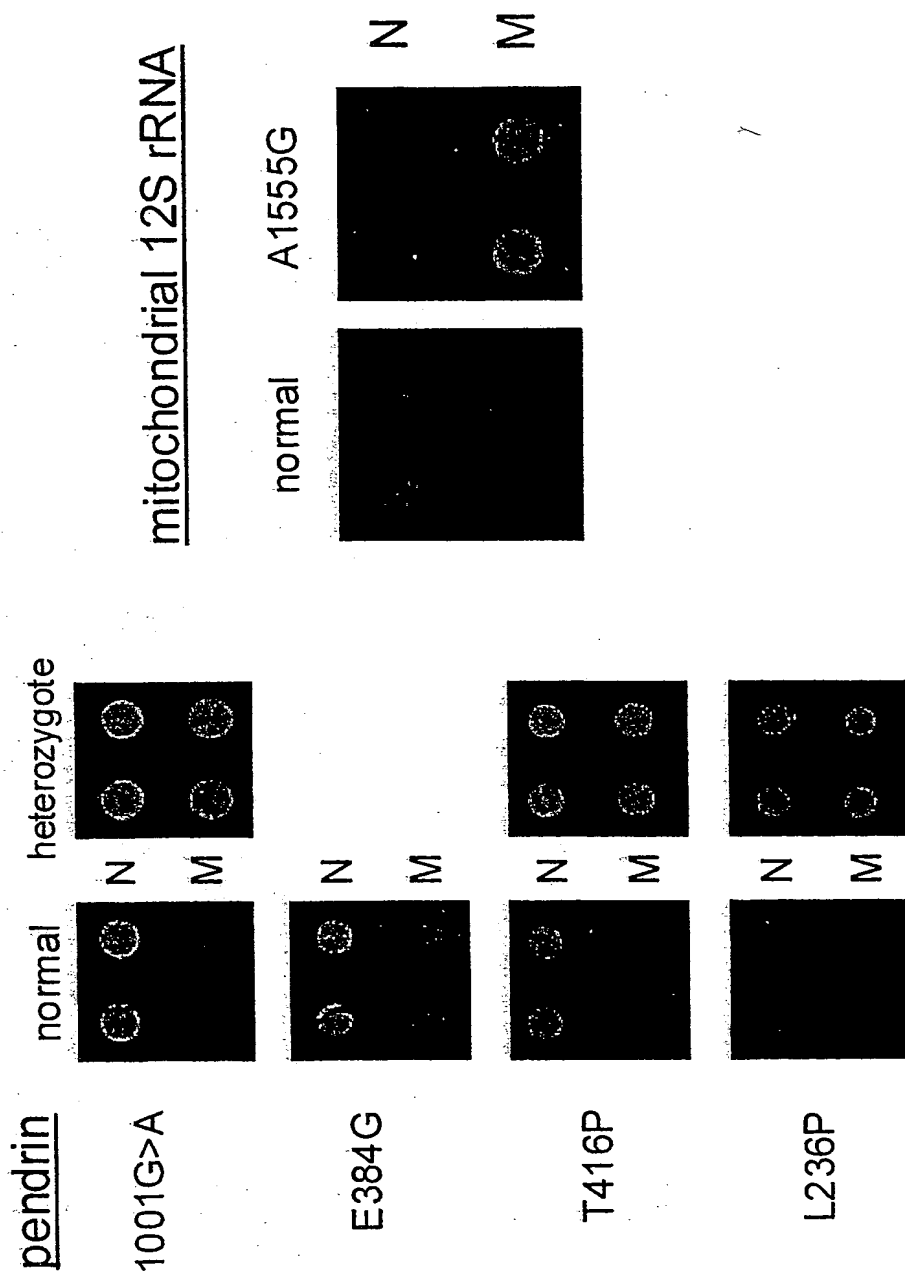 pendrin
normal heterozygote
1001G>A N M
E384G N M
T416P N M
L236P N M
mitochondrial 12S rRNA
normal A1555G
N
M